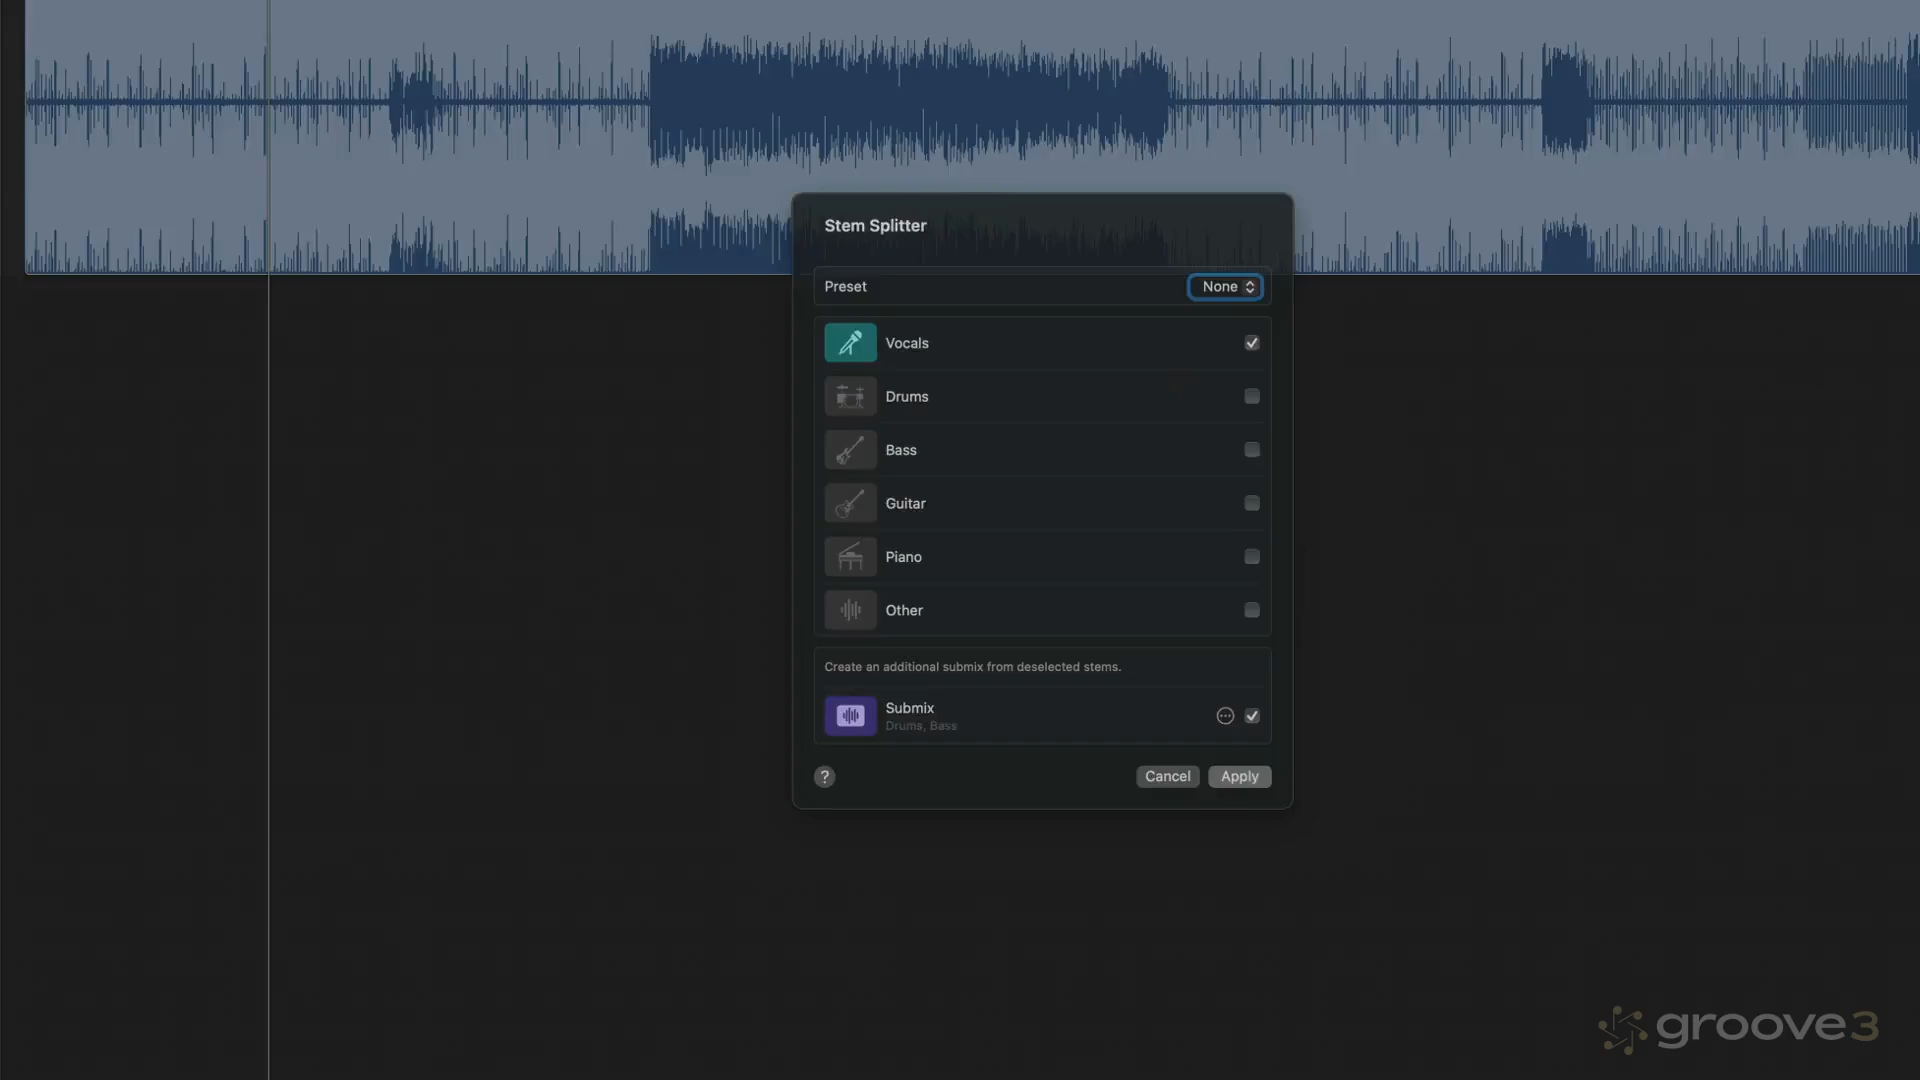 Stem Splitter
Preset
None
Vocals
Drums
Bass
Guitar
Piano
Other
Create an additional submix from deselected stems.
Submix
Drums, Bass
?
Cancel
Apply
groove3